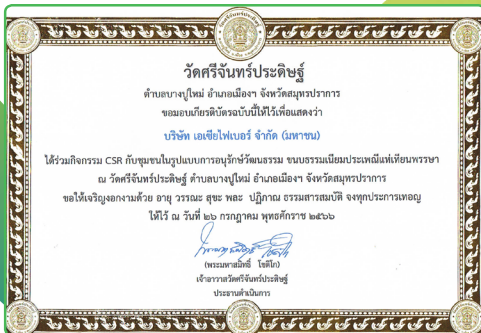 วัดศรีจันทร์ประดิษฐ์
ตำบลบางปูใหม่ อำเภอเมืองฯ จังหวัดสมุทรปราการ
ขอมอบเกียรติบัตรฉบับนี้ให้ไว้เพื่อแสดงว่า
บริษัท เอเซียไฟเบอร์ จำกัด (มหาชน)
ได้ร่วมกิจกรรม CSR กับชุมชนในรูปแบบการอนุรักษ์วัฒนธรรม ขนบธรรมเนียมประเพณีแห่เทียนพรรษา
ณ วัดศรีจันทร์ประดิษฐ์ ตำบลบางปูใหม่ อำเภอเมืองฯ จังหวัดสมุทรปราการ
ขอให้เจริญงอกงามด้วย อายุ วรรณะ สุขะ พละ ปฏิภาณ ธรรมสารสมบัติ จงทุกประการเทอญ
ให้ไว้ ณ วันที่ ๒๖ กรกฎาคม พุทธศักราช ๒๕๖๖
(พระมหาสมิทธิ์ โชติโก)
เจ้าอาวาสวัดศรีจันทร์ประดิษฐ์
ประธานดำเนินการ